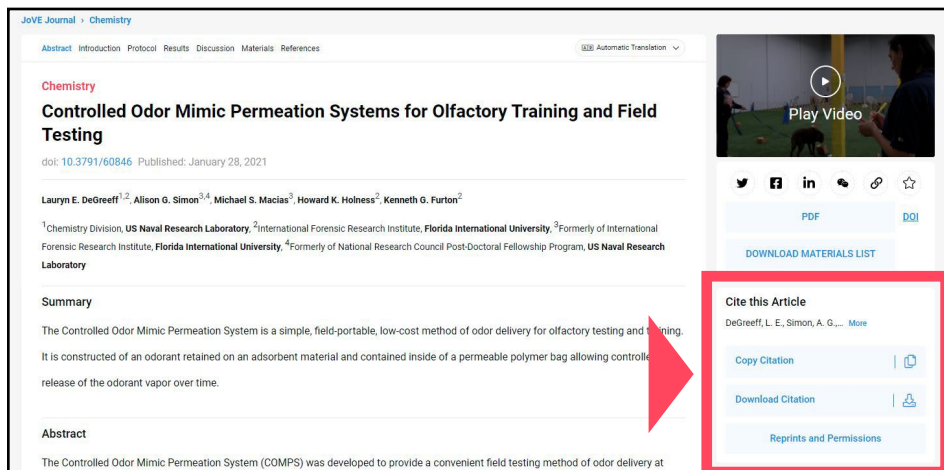 JoVE Journal › Chemistry
Abstract Introduction Protocol Results Discussion Materials References
Automatic Translation
Chemistry
Controlled Odor Mimic Permeation Systems for Olfactory Training and Field
Testing
doi: 10.3791/60846 Published: January 28, 2021
Lauryn E. DeGreeff1,2, Alison G. Simon3,4, Michael S. Macias3, Howard K. Holness2, Kenneth G. Furton2
1Chemistry Division, US Naval Research Laboratory, 2International Forensic Research Institute, Florida International University, 3Formerly of International
Forensic Research Institute, Florida International University, 4Formerly of National Research Council Post-Doctoral Fellowship Program, US Naval Research
Laboratory
Summary
The Controlled Odor Mimic Permeation System is a simple, field-portable, low-cost method of odor delivery for olfactory testing and ining.
It is constructed of an odorant retained on an adsorbent material and contained inside of a permeable polymer bag allowing controlle
release of the odorant vapor over time.
Abstract
The Controlled Odor Mimic Permeation System (COMPS) was developed to provide a convenient field testing method of odor delivery at
Play Video
in
PDF
DOI
DOWNLOAD MATERIALS LIST
Cite this Article
DeGreeff, L. E., Simon, A. G.,... More
Copy Citation
Download Citation
Reprints and Permissions